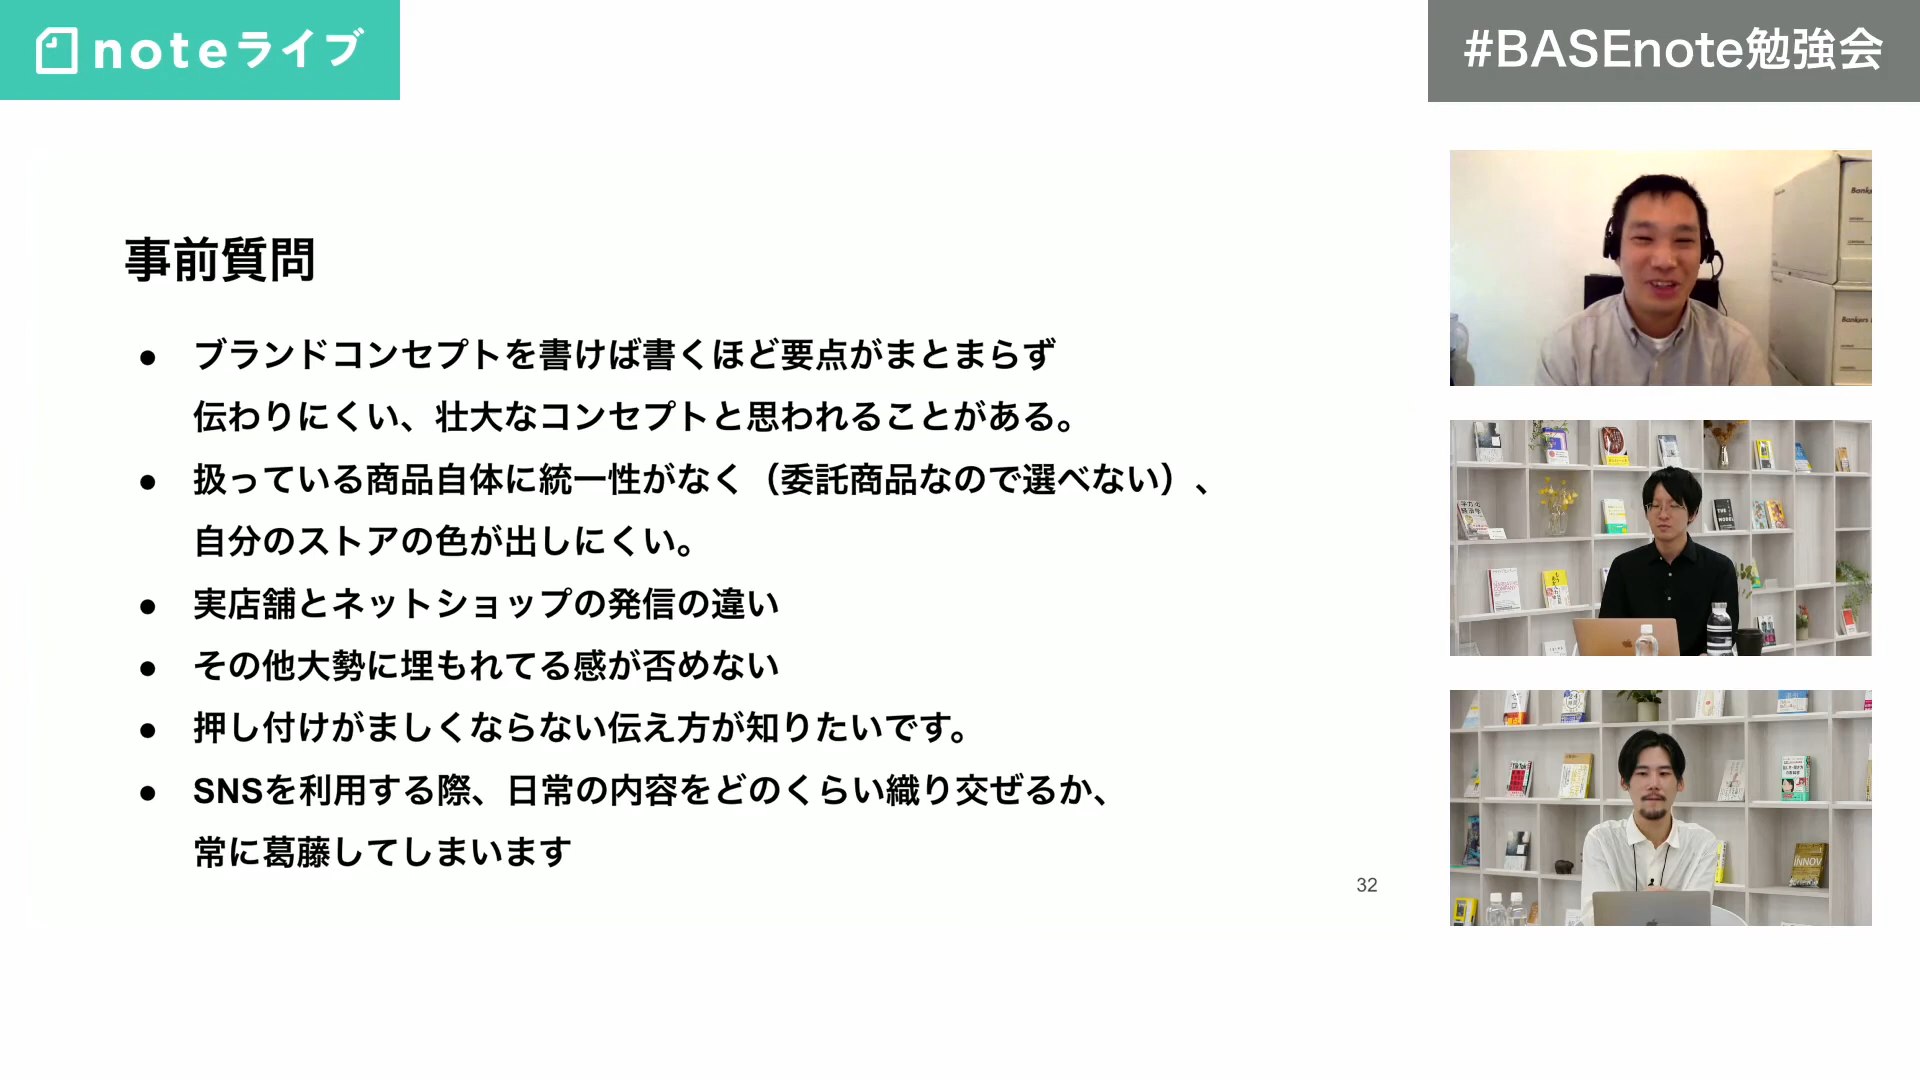 noteライブ
#BASEnote勉強会
事前質問
● ブランドコンセプトを書けば書くほど要点がまとまらず
伝わりにくい、壮大なコンセプトと思われることがある。
● 扱っている商品自体に統一性がなく（委託商品なので選べない）、
自分のストアの色が出しにくい。
● 実店舗とネットショップの発信の違い
● その他大勢に埋もれてる感が否めない
● 押し付けがましくならない伝え方が知りたいです。
● SNSを利用する際、日常の内容をどのくらい織り交ぜるか、
常に葛藤してしまいます
32
THE MODEL
INNOV